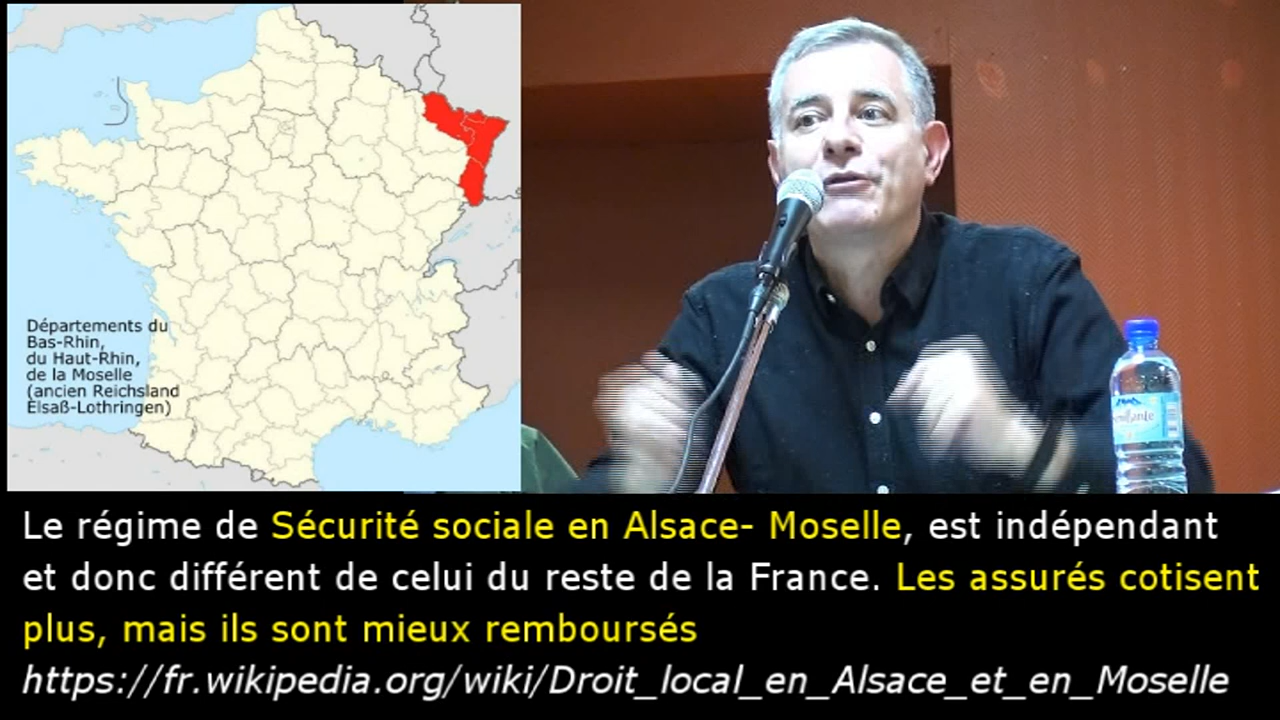 Départements du
Bas-Rhin,
du Haut-Rhin,
de la Moselle
(ancien Reichsland
Elsaß-Lothringen)
Le régime de Sécurité sociale en Alsace- Moselle, est indépendant
et donc différent de celui du reste de la France. Les assurés cotisent
plus, mais ils sont mieux remboursés
https://fr.wikipedia.org/wiki/Droit_local_en_Alsace_et_en_Moselle